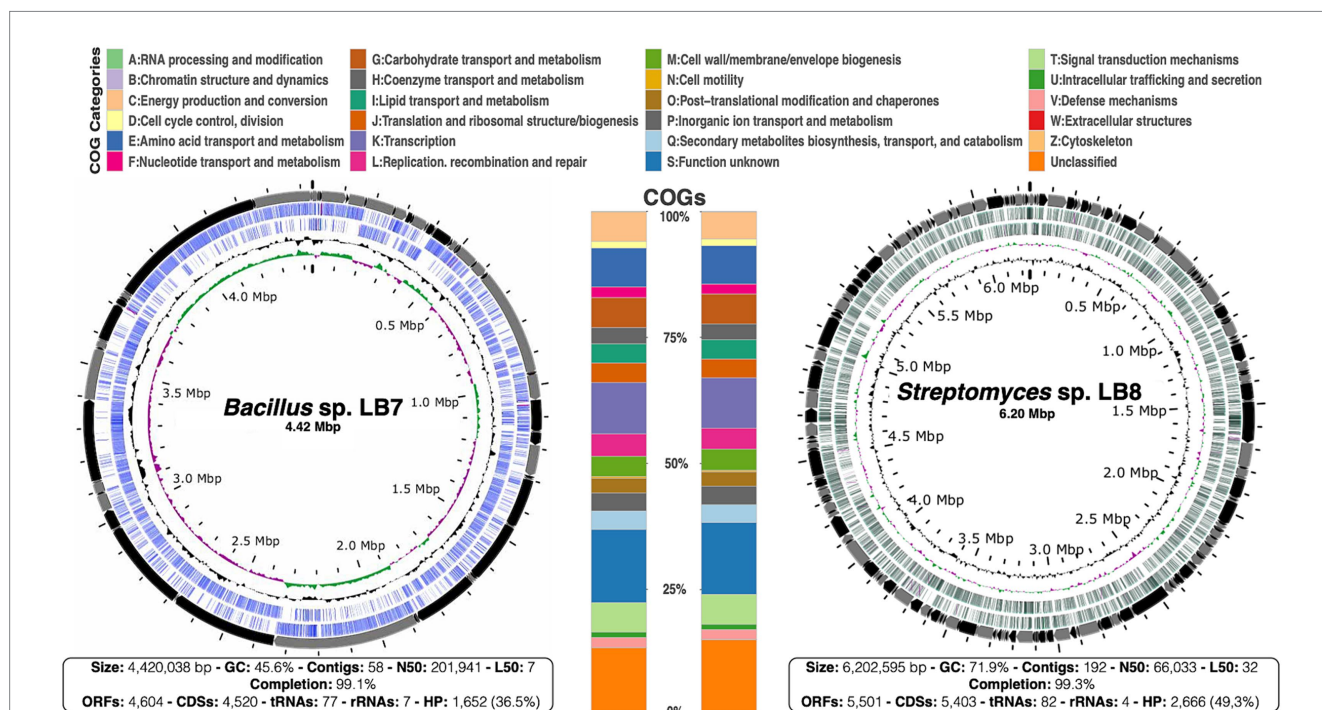 COG Categories
A:RNA processing and modification
B:Chromatin structure and dynamics
C:Energy production and conversion
D:Cell cycle control, division
E:Amino acid transport and metabolism
F:Nucleotide transport and metabolism
G:Carbohydrate transport and metabolism
H:Coenzyme transport and metabolism
I:Lipid transport and metabolism
J:Translation and ribosomal structure/biogenesis
K:Transcription
L:Replication. recombination and repair
M:Cell wall/membrane/envelope biogenesis
N:Cell motility
O:Post–translational modification and chaperones
P:Inorganic ion transport and metabolism
Q:Secondary metabolites biosynthesis, transport, and catabolism
S:Function unknown
T:Signal transduction mechanisms
U:Intracellular trafficking and secretion
V:Defense mechanisms
W:Extracellular structures
Z:Cytoskeleton
Unclassified
4.0 Mbp
0.5 Mbp
3.5 Mbp
1.0 Mbp
Bacillus sp. LB7
4.42 Mbp
3.0 Mbp
1.5 Mbp
2.5 Mbp
2.0 Mbp
Size: 4,420,038 bp - GC: 45.6% - Contigs: 58 - N50: 201,941 - L50: 7
Completion: 99.1%
ORFs: 4,604 - CDSs: 4,520 - tRNAs: 77 - rRNAs: 7 - HP: 1,652 (36.5%)
COGs
100%
75%
50%
25%
0%
6.0 Mbp
0.5 Mbp
5.5 Mbp
1.0 Mbp
5.0 Mbp
Streptomyces sp. LB8
6.20 Mbp
1.5 Mbp
4.5 Mbp
2.0 Mbp
4.0 Mbp
2.5 Mbp
3.5 Mbp
3.0 Mbp
Size: 6,202,595 bp - GC: 71.9% - Contigs: 192 - N50: 66,033 - L50: 32
Completion: 99.3%
ORFs: 5,501 - CDSs: 5,403 - tRNAs: 82 - rRNAs: 4 - HP: 2,666 (49,3%)